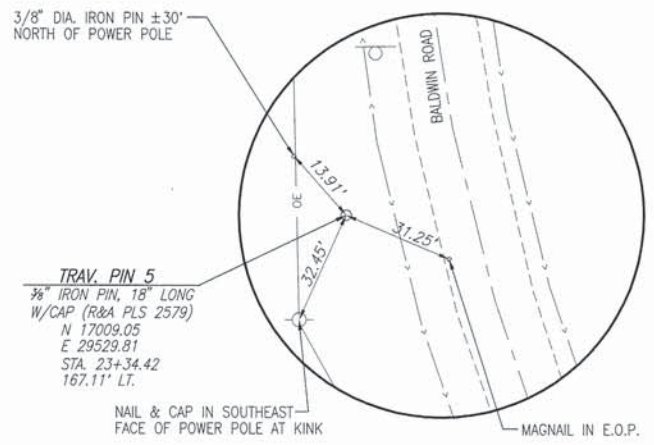 3/8" DIA. IRON PIN ±30'
NORTH OF POWER POLE
BALDWIN ROAD
13.91'
OE
31.25'
32.45'
TRAV. PIN 5
⅝" IRON PIN, 18" LONG
W/CAP (R&A PLS 2579)
N 17009.05
E 29529.81
STA. 23+34.42
167.11' LT.
NAIL & CAP IN SOUTHEAST
FACE OF POWER POLE AT KINK
MAGNAIL IN E.O.P.